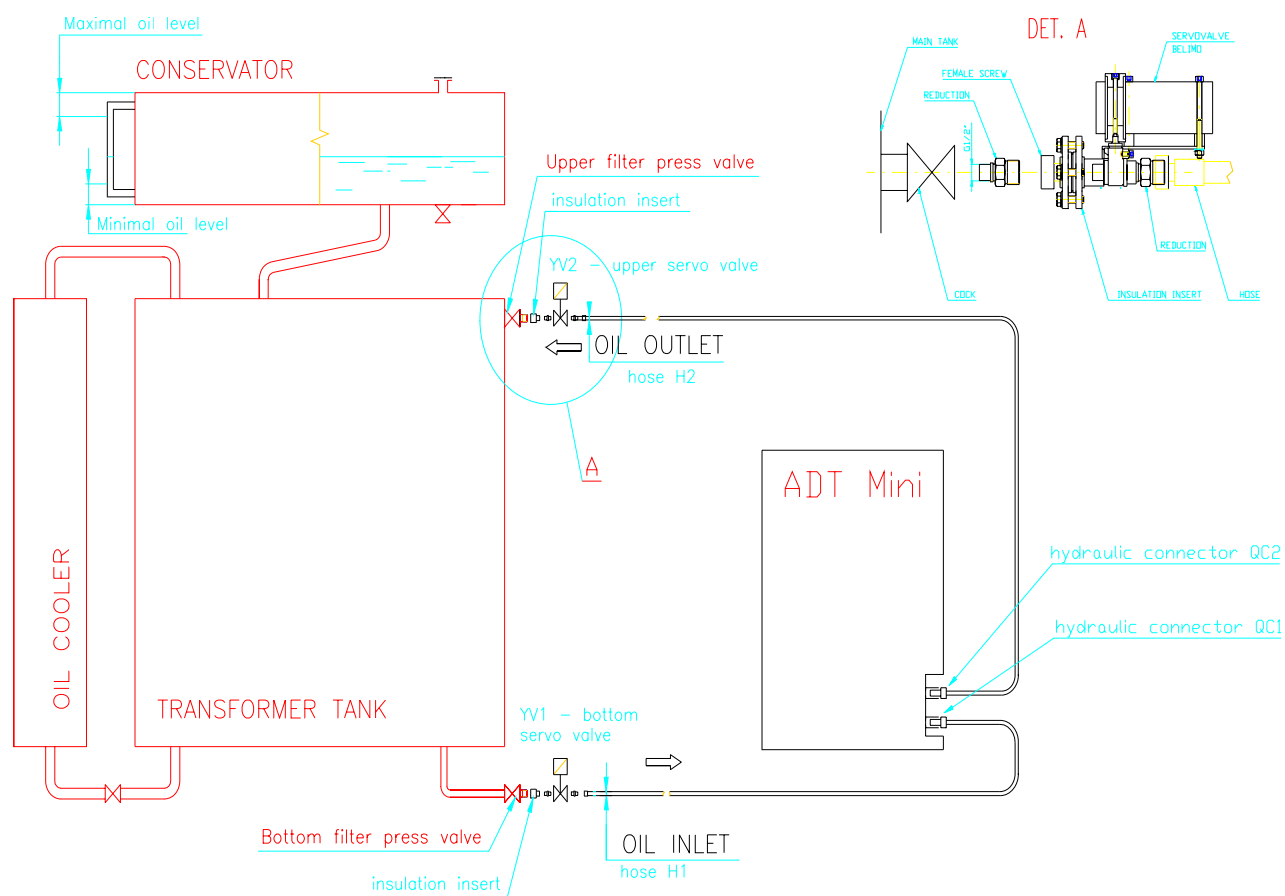 Maximal oil level
CONSERVATOR
Minimal oil level
DET. A
MAIN TANK
SERVOVALVE
BELIMO
FEMALE SCREW
REDUCTION
G1/2"
REDUCTION
COCK
INSULATION INSERT
HOSE
Upper filter press valve
insulation insert
YV2 - upper servo valve
OIL OUTLET
hose H2
A
ADT Mini
hydraulic connector QC2
hydraulic connector QC1
OIL COOLER
TRANSFORMER TANK
YV1 - bottom
servo valve
Bottom filter press valve
OIL INLET
hose H1
insulation insert